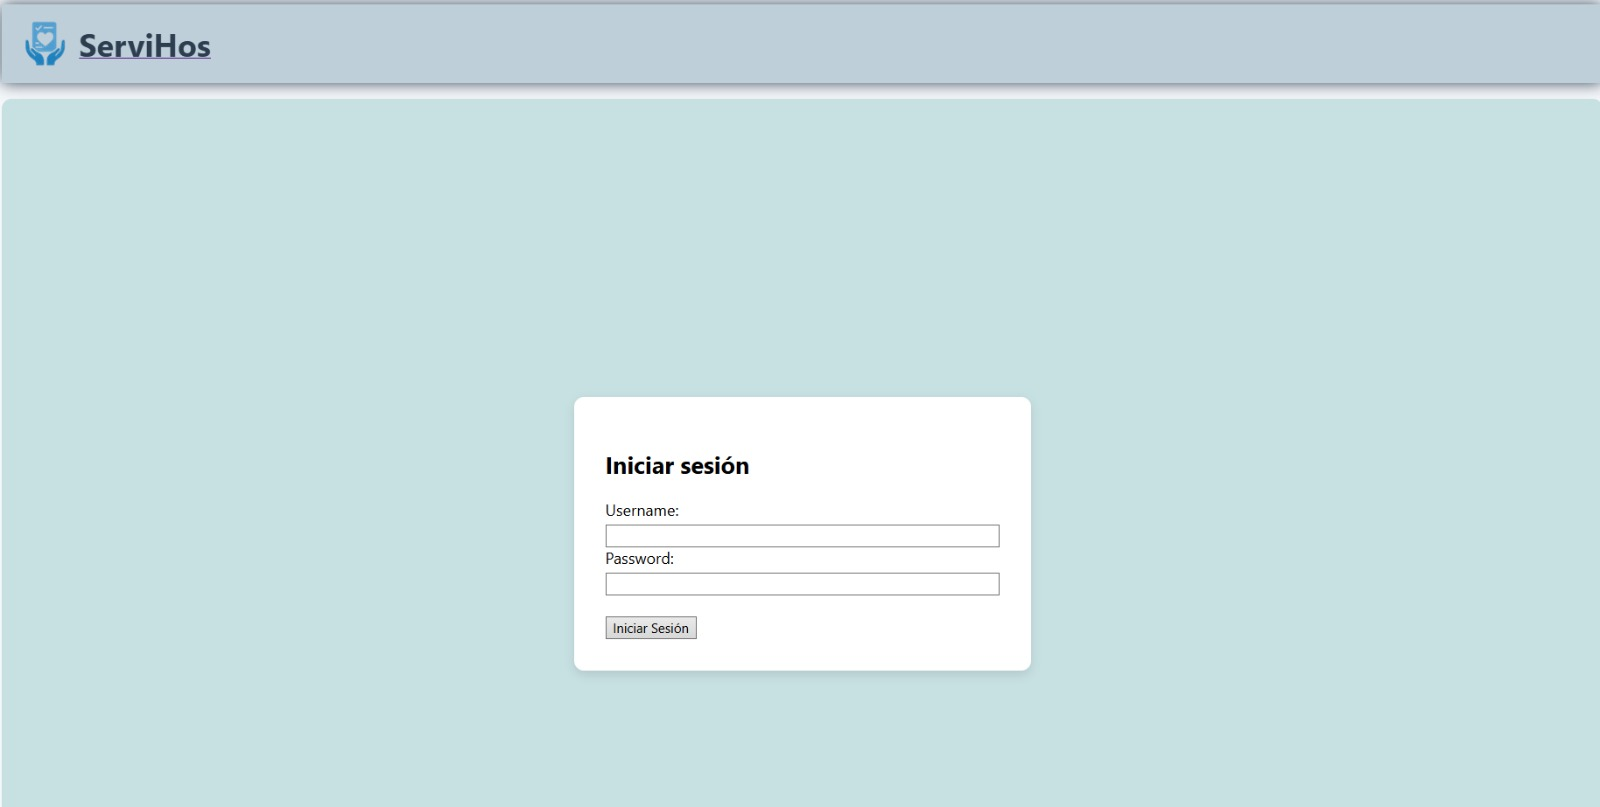 ServiHos
Iniciar sesión
Username:
Password:
Iniciar Sesión